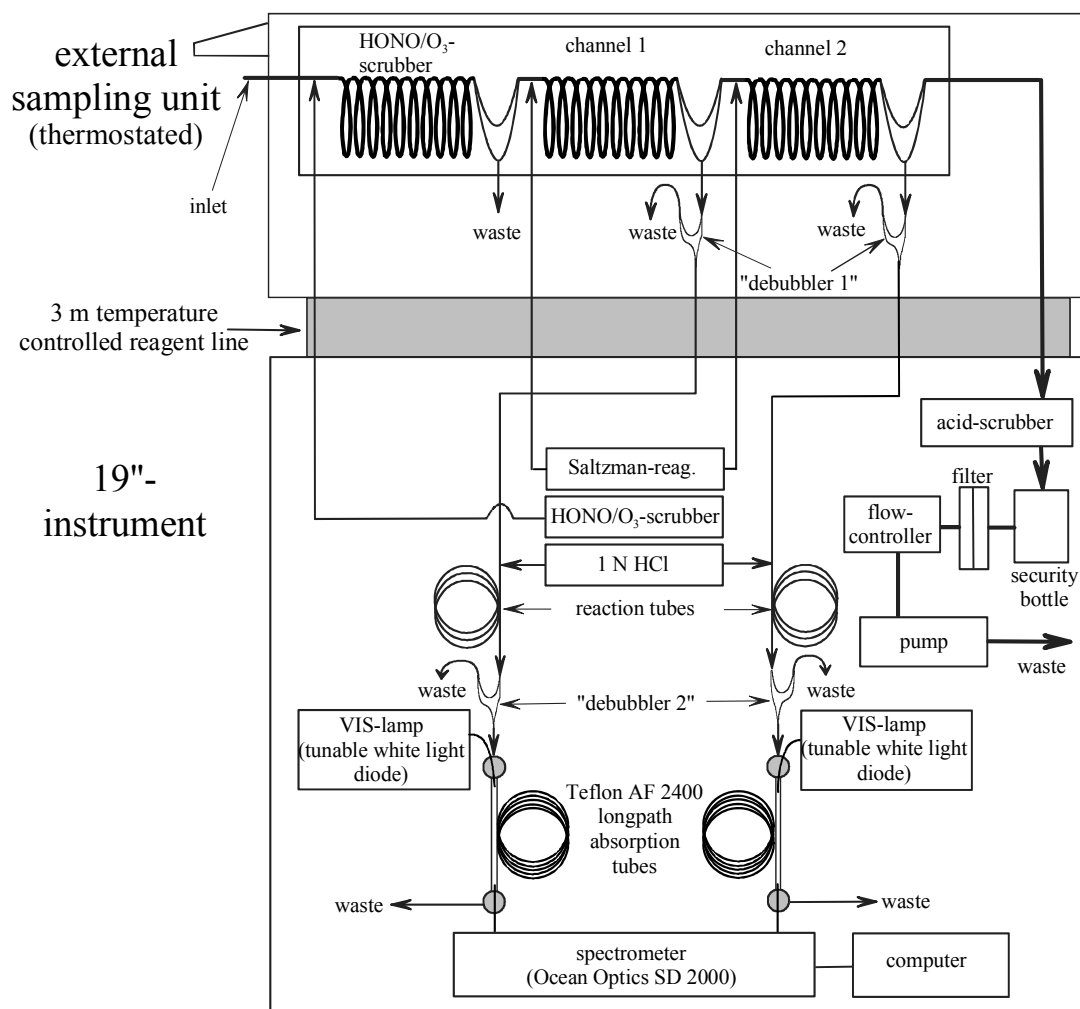 external
sampling unit
(thermostated)
HONO/O₃-
scrubber
channel 1
channel 2
inlet
waste
waste
waste
"debubbler 1"
3 m temperature
controlled reagent line
19"-
instrument
Saltzman-reag.
HONO/O₃-scrubber
1 N HCl
reaction tubes
acid-scrubber
filter
flow-
controller
security
bottle
pump
waste
waste
"debubbler 2"
waste
VIS-lamp
(tunable white light
diode)
VIS-lamp
(tunable white light
diode)
Teflon AF 2400
longpath
absorption
tubes
waste
waste
spectrometer
(Ocean Optics SD 2000)
computer